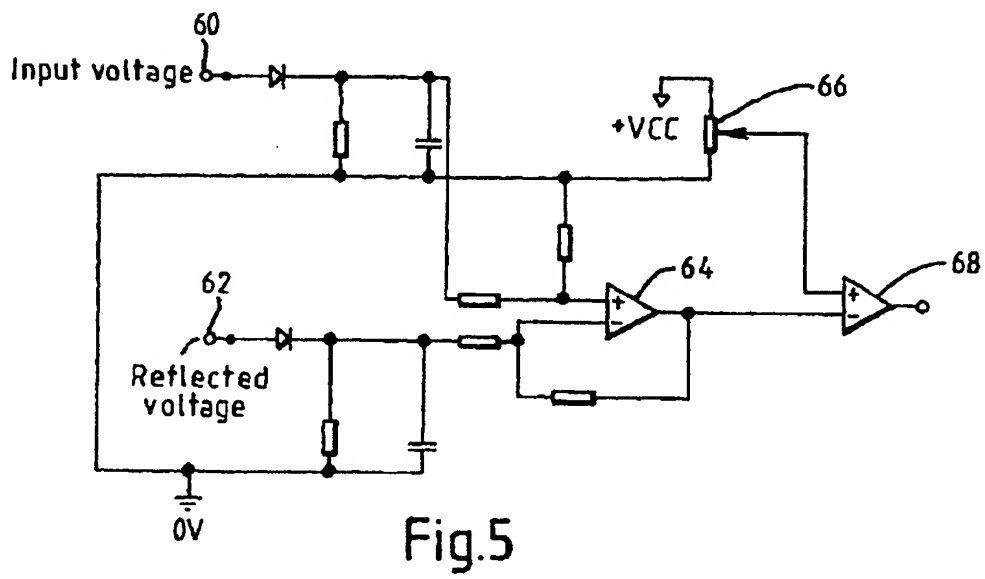 60
Input voltage
66
+VCC
64
68
62
+
-
+
-
Reflected
voltage
0V
Fig.5